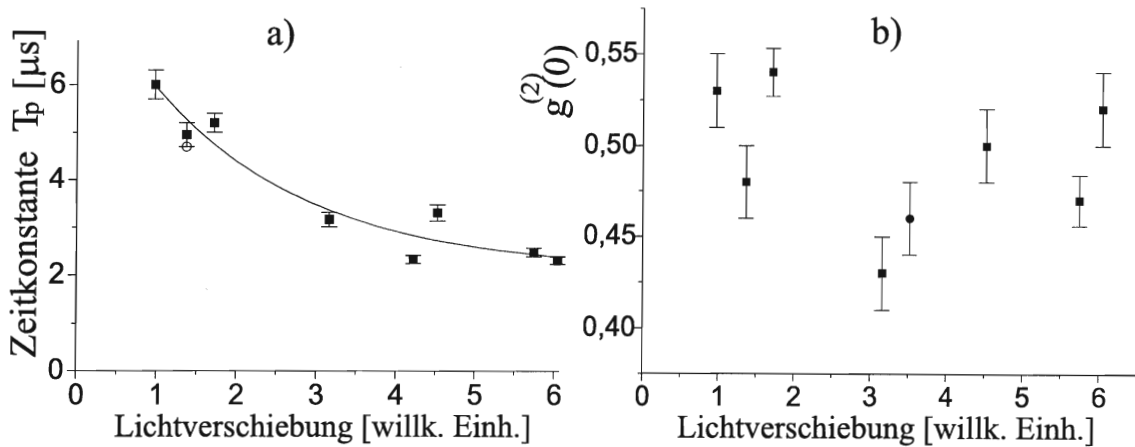 a)
Zeitkonstante Tp [µs]
6
4
2
0
0 1 2 3 4 5 6
Lichtverschiebung [willk. Einh.]
b)
g(2)(0)
0,55
0,50
0,45
0,40
0 1 2 3 4 5 6
Lichtverschiebung [willk. Einh.]